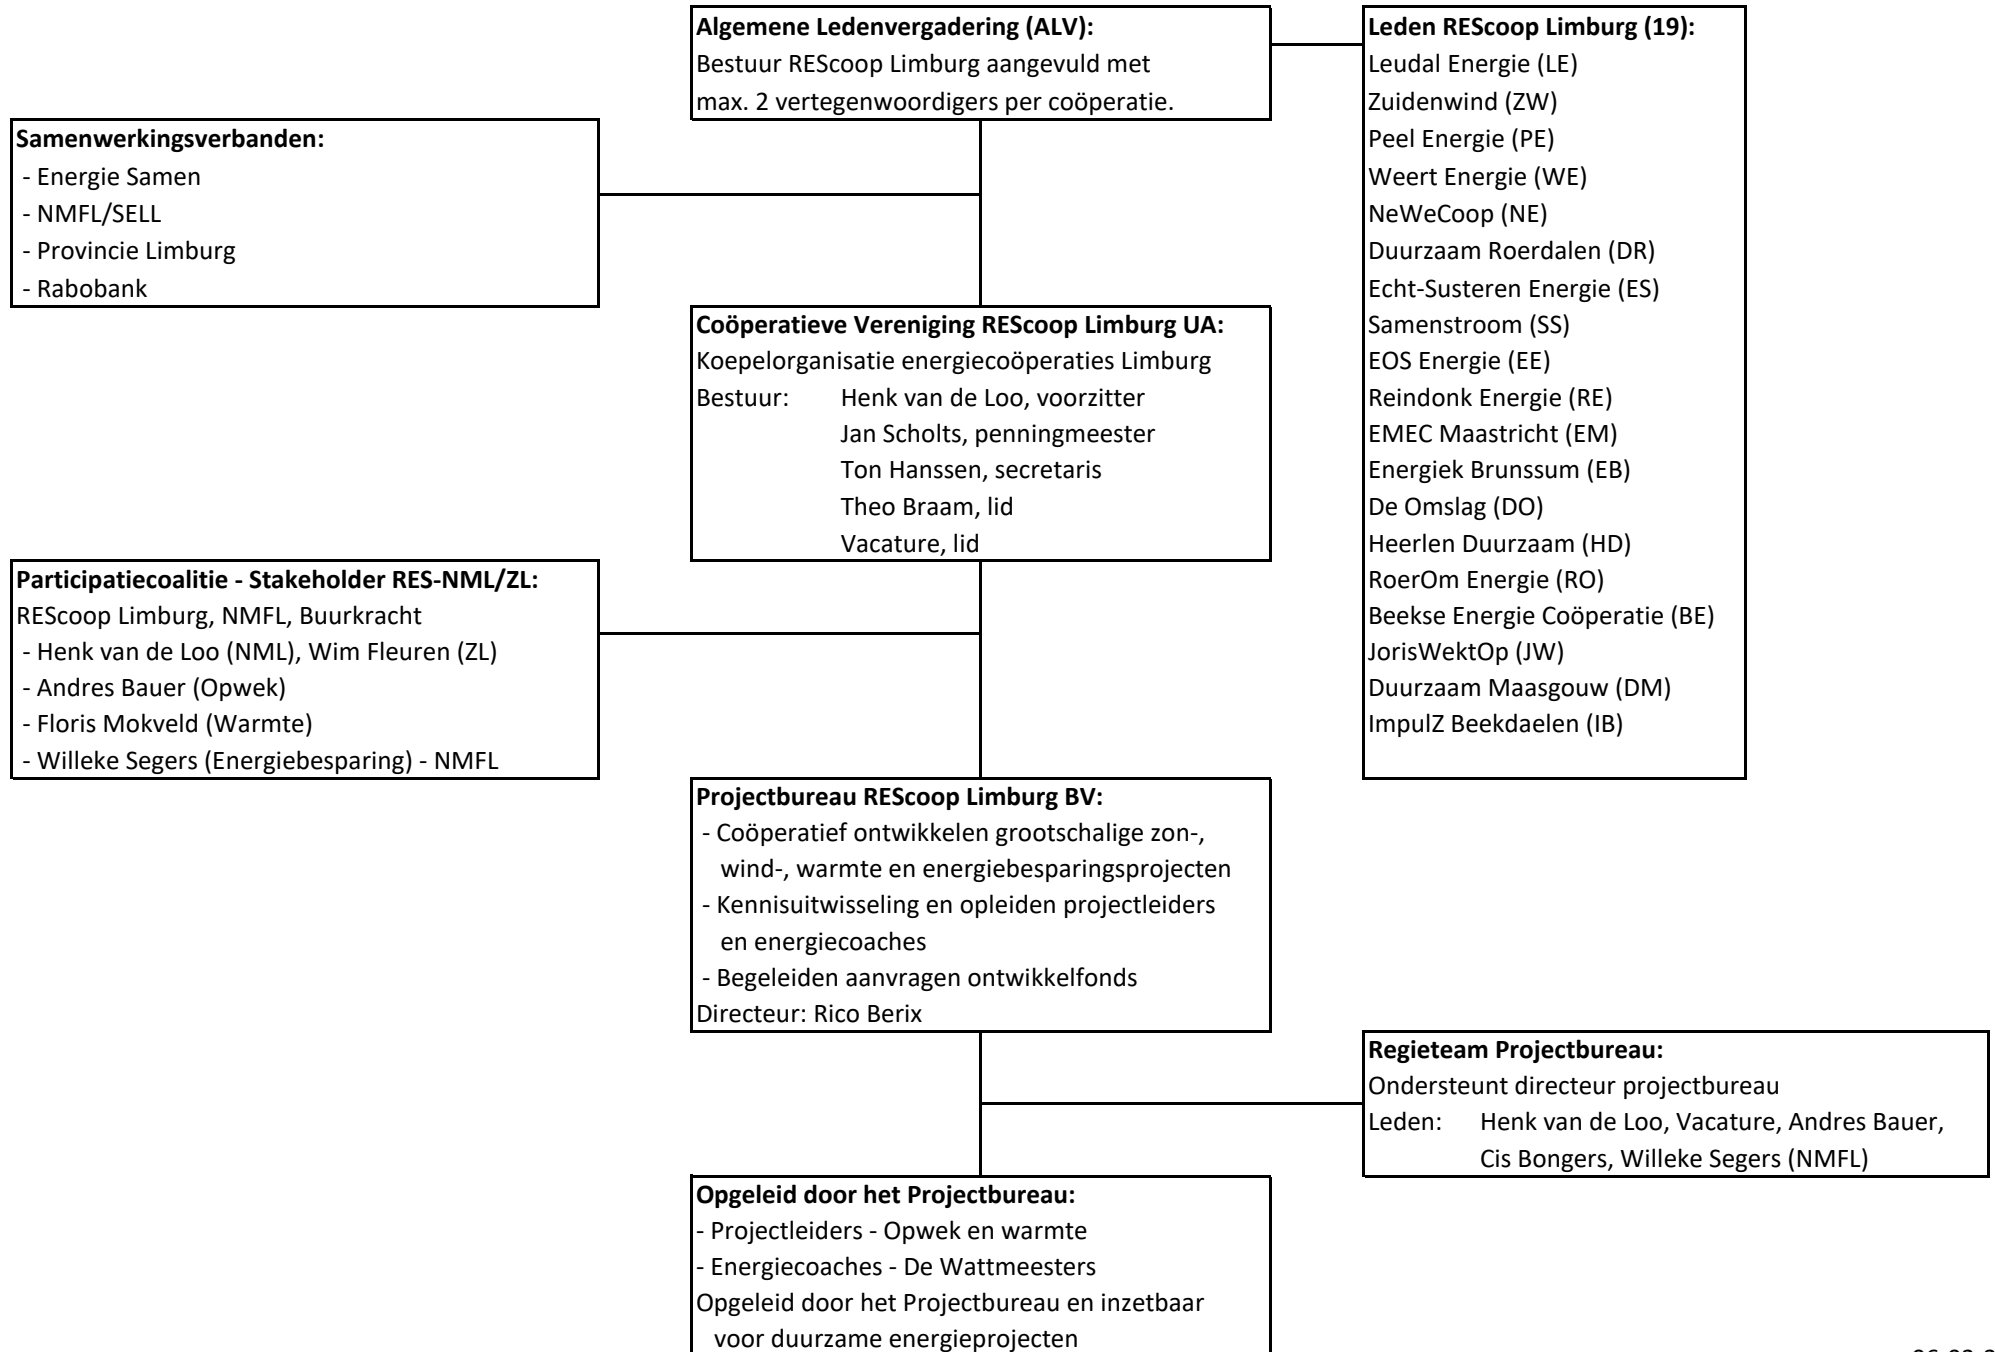 Algemene Ledenvergadering (ALV):
Bestuur REScoop Limburg aangevuld met
max. 2 vertegenwoordigers per coöperatie.
Leden REScoop Limburg (19):
Leudal Energie (LE)
Zuidenwind (ZW)
Peel Energie (PE)
Weert Energie (WE)
NeWeCoop (NE)
Duurzaam Roerdalen (DR)
Echt-Susteren Energie (ES)
Samenstroom (SS)
EOS Energie (EE)
Reindonk Energie (RE)
EMEC Maastricht (EM)
Energiek Brunssum (EB)
De Omslag (DO)
Heerlen Duurzaam (HD)
RoerOm Energie (RO)
Beekse Energie Coöperatie (BE)
JorisWektOp (JW)
Duurzaam Maasgouw (DM)
ImpulZ Beekdaelen (IB)
Samenwerkingsverbanden:
- Energie Samen
- NMFL/SELL
- Provincie Limburg
- Rabobank
Coöperatieve Vereniging REScoop Limburg UA:
Koepelorganisatie energiecoöperaties Limburg
Bestuur: Henk van de Loo, voorzitter
Jan Scholts, penningmeester
Ton Hanssen, secretaris
Theo Braam, lid
Vacature, lid
Participatiecoalitie - Stakeholder RES-NML/ZL:
REScoop Limburg, NMFL, Buurkracht
- Henk van de Loo (NML), Wim Fleuren (ZL)
- Andres Bauer (Opwek)
- Floris Mokveld (Warmte)
- Willeke Segers (Energiebesparing) - NMFL
Projectbureau REScoop Limburg BV:
- Coöperatief ontwikkelen grootschalige zon-,
wind-, warmte en energiebesparingsprojecten
- Kennisuitwisseling en opleiden projectleiders
en energiecoaches
- Begeleiden aanvragen ontwikkelfonds
Directeur: Rico Berix
Regieteam Projectbureau:
Ondersteunt directeur projectbureau
Leden: Henk van de Loo, Vacature, Andres Bauer,
Cis Bongers, Willeke Segers (NMFL)
Opgeleid door het Projectbureau:
- Projectleiders - Opwek en warmte
- Energiecoaches - De Wattmeesters
Opgeleid door het Projectbureau en inzetbaar
voor duurzame energieprojecten